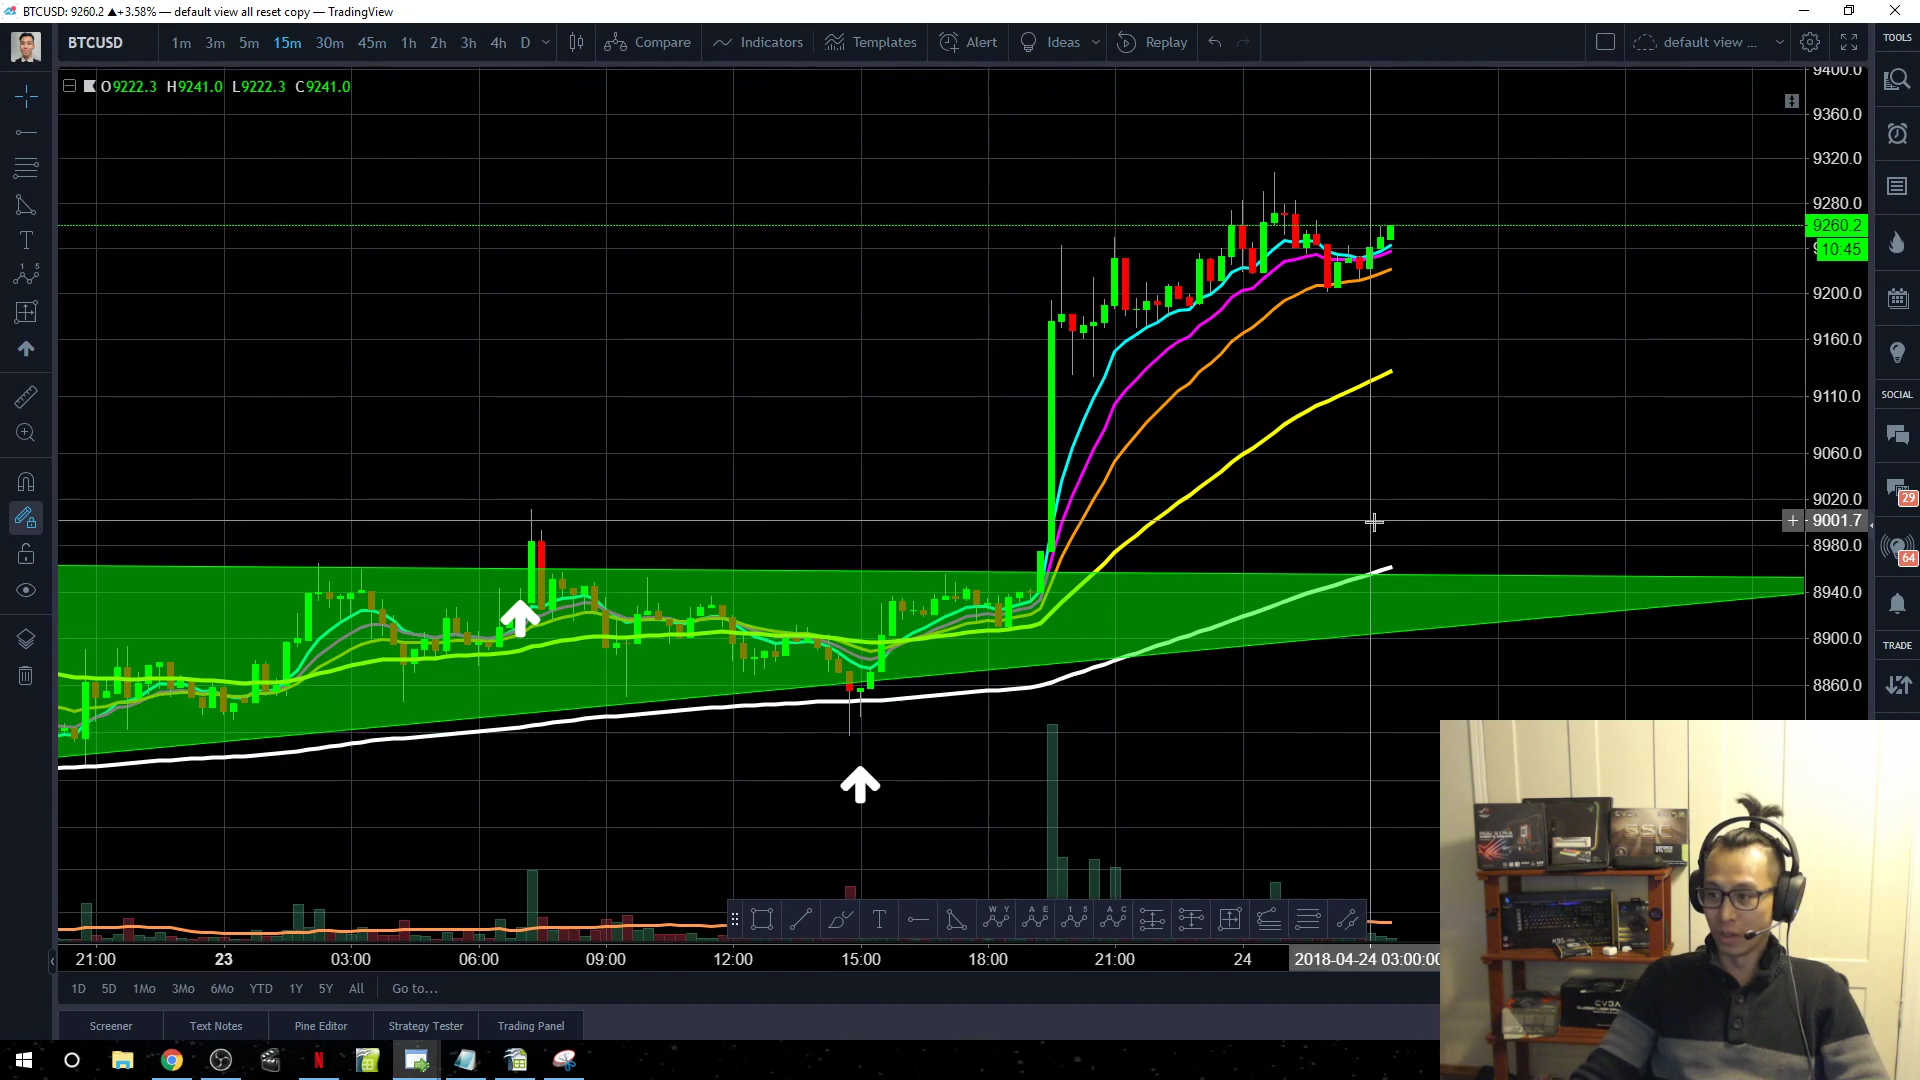 BTCUSD: 9260.2 ▲+3.58% — default view all reset copy — TradingView
BTCUSD 1m 3m 5m 15m 30m 45m 1h 2h 3h 4h D Compare Indicators Templates Alert Ideas Replay default view ... TOOLS
O9222.3 H9241.0 L9222.3 C9241.0
9400.0
9360.0
9320.0
9280.0
9260.2
10:45
9200.0
9160.0
9110.0
SOCIAL
9060.0
9020.0
29
9001.7
8980.0
64
8940.0
8900.0
TRADE
8860.0
W Y
A E
1 5
A C
21:00 23 03:00 06:00 09:00 12:00 15:00 18:00 21:00 24 2018-04-24 03:00:00
1D 5D 1Mo 3Mo 6Mo YTD 1Y 5Y All Go to...
Screener Text Notes Pine Editor Strategy Tester Trading Panel
SSC
EVGA